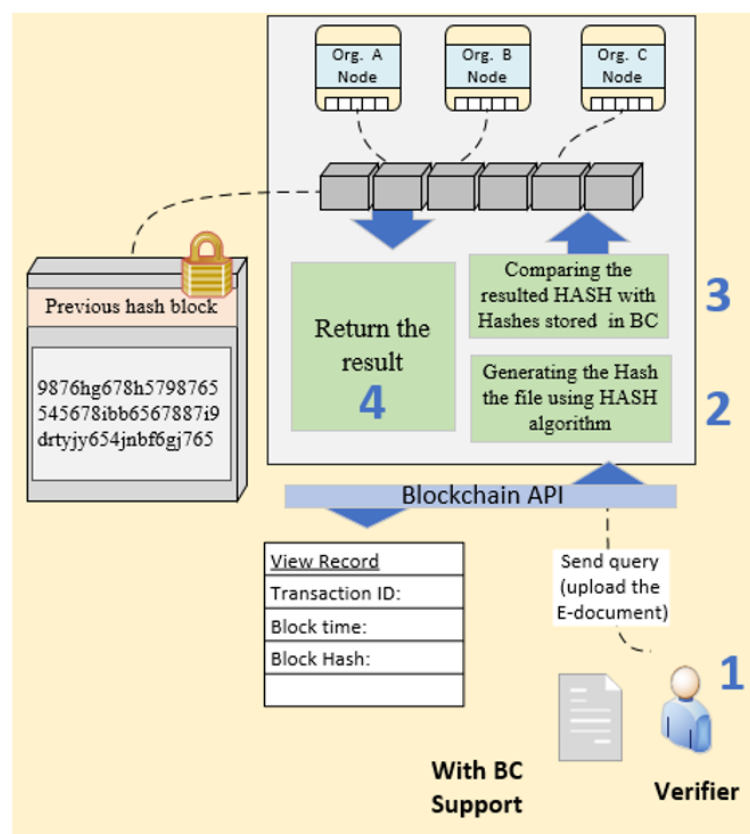 Org. A
Node
Org. B
Node
Org. C
Node
Previous hash block
9876hg678h5798765
545678ibb6567887i9
drtyjy654jnbf6gj765
Return the
result
4
Comparing the
resulted HASH with
Hashes stored in BC
3
Generating the Hash
the file using HASH
algorithm
2
Blockchain API
View Record
Transaction ID:
Block time:
Block Hash:
Send query
(upload the
E-document)
1
With BC
Support
Verifier